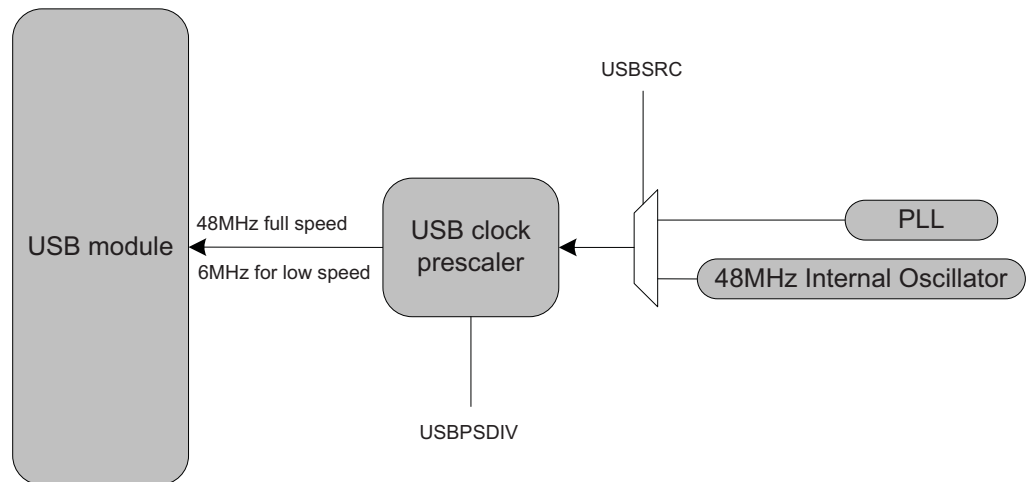 USBSRC
PLL
48MHz full speed
USB clock
prescaler
USB module
6MHz for low speed
48MHz Internal Oscillator
USBPSDIV